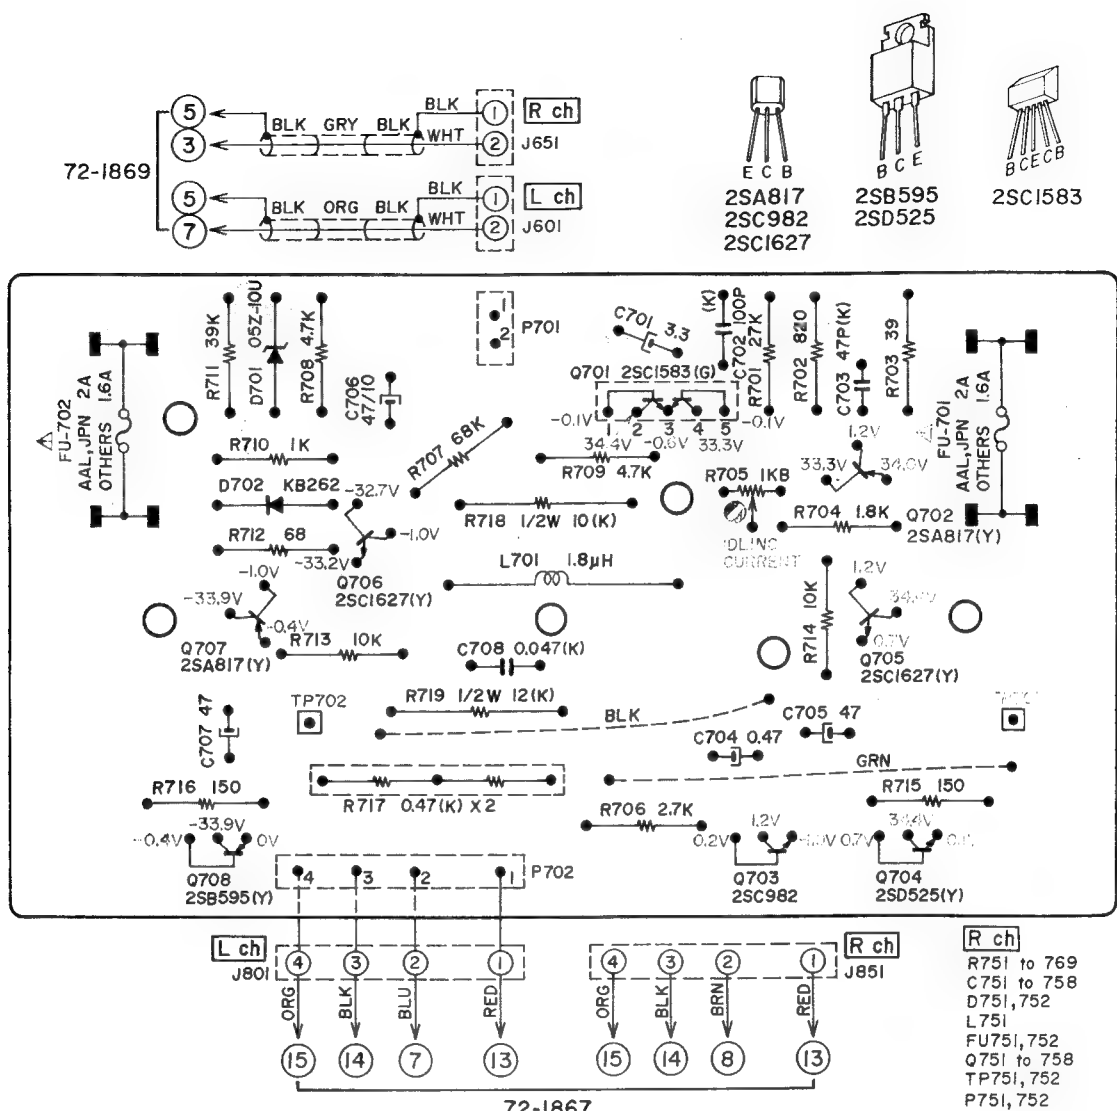 72-1869
5
3
BLK
GRY
BLK
BLK
WHT
1
2
R ch
J651
5
7
BLK
ORG
BLK
BLK
WHT
1
2
L ch
J601
E C B
2SA817
2SC982
2SC1627
B C E
2SB595
2SD525
B C E C B
2SC1583
FU-702
AAL,JPN 2A
OTHERS 1.6A
R711 39K
D701 05Z-10U
R708 4.7K
C706
47/10
1
2
P701
C701 3.3
C702 100P
(K)
R701 27K
R702 820
C703 47P(K)
R703 39
FU-701
AAL,JPN 2A
OTHERS 1.6A
Q701 2SC1583(G)
1 2 3 4 5
-0.1V
34.4V
-0.6V
33.3V
-0.1V
R710 1K
R707 68K
R709 4.7K
R705 1KB
1.2V
33.3V
D702 KB262
-32.7V
-1.0V
R718 1/2W 10(K)
IDLING
CURRENT
R704 1.8K
Q702
2SA817(Y)
R712 68
-33.2V
Q706
2SC1627(Y)
L701 1.8μH
-1.0V
-33.9V
-0.4V
Q707
2SA817(Y)
R713 10K
C708 0.047(K)
R714 10K
1.2V
0.7V
Q705
2SC1627(Y)
C707 47
TP702
R719 1/2W 12(K)
BLK
C705 47
C704 0.47
GRN
R716 150
R717 0.47(K) X2
R706 2.7K
R715 150
-0.4V
-33.9V
0V
Q708
2SB595(Y)
4
3
2
1
P702
0.2V
1.2V
Q703
2SC982
0.7V
34.4V
Q704
2SD525(Y)
L ch
J801
4
3
2
1
ORG
BLK
BLU
RED
15
14
7
13
R ch
J851
4
3
2
1
ORG
BLK
BRN
RED
15
14
8
13
72-1867
R ch
R751 to 769
C751 to 758
D751,752
L751
FU751,752
Q751 to 758
TP751,752
P751,752